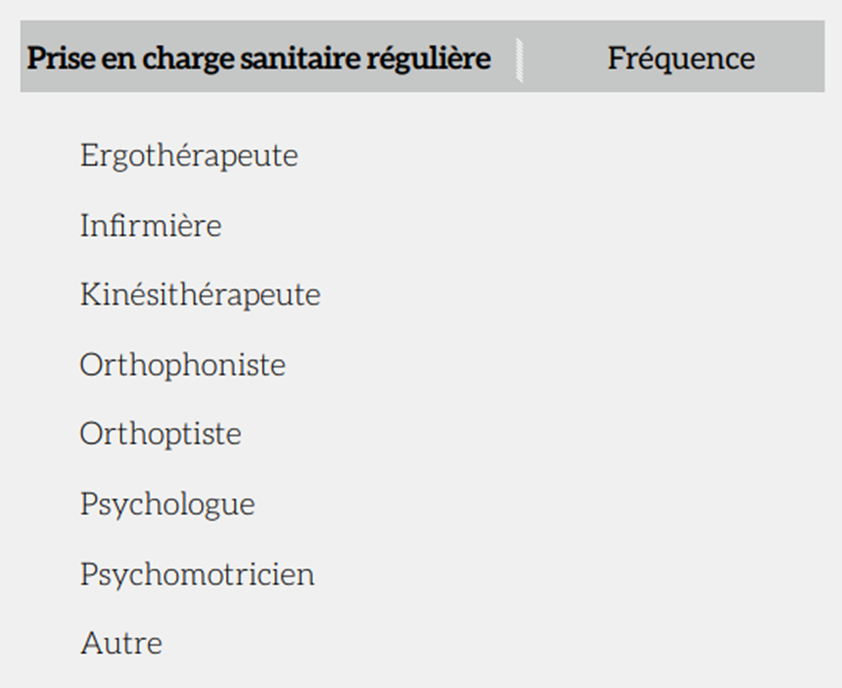 Prise en charge sanitaire régulière Fréquence
Ergothérapeute
Infirmière
Kinésithérapeute
Orthophoniste
Orthoptiste
Psychologue
Psychomotricien
Autre